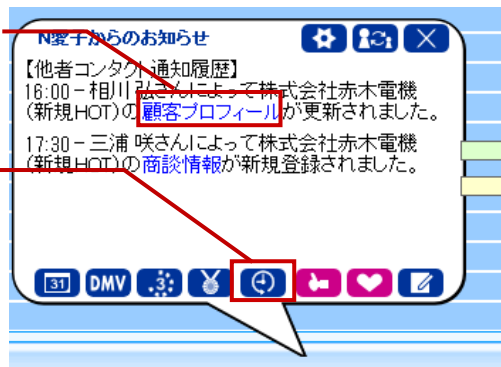 N愛子からのお知らせ
【他者コンタクト通知履歴】
16:00－相川 弘さんによって株式会社赤木電機
(新規HOT)の顧客プロフィールが更新されました。
17:30－三浦 咲さんによって株式会社赤木電機
(新規HOT)の商談情報が新規登録されました。
31 DMV .3: